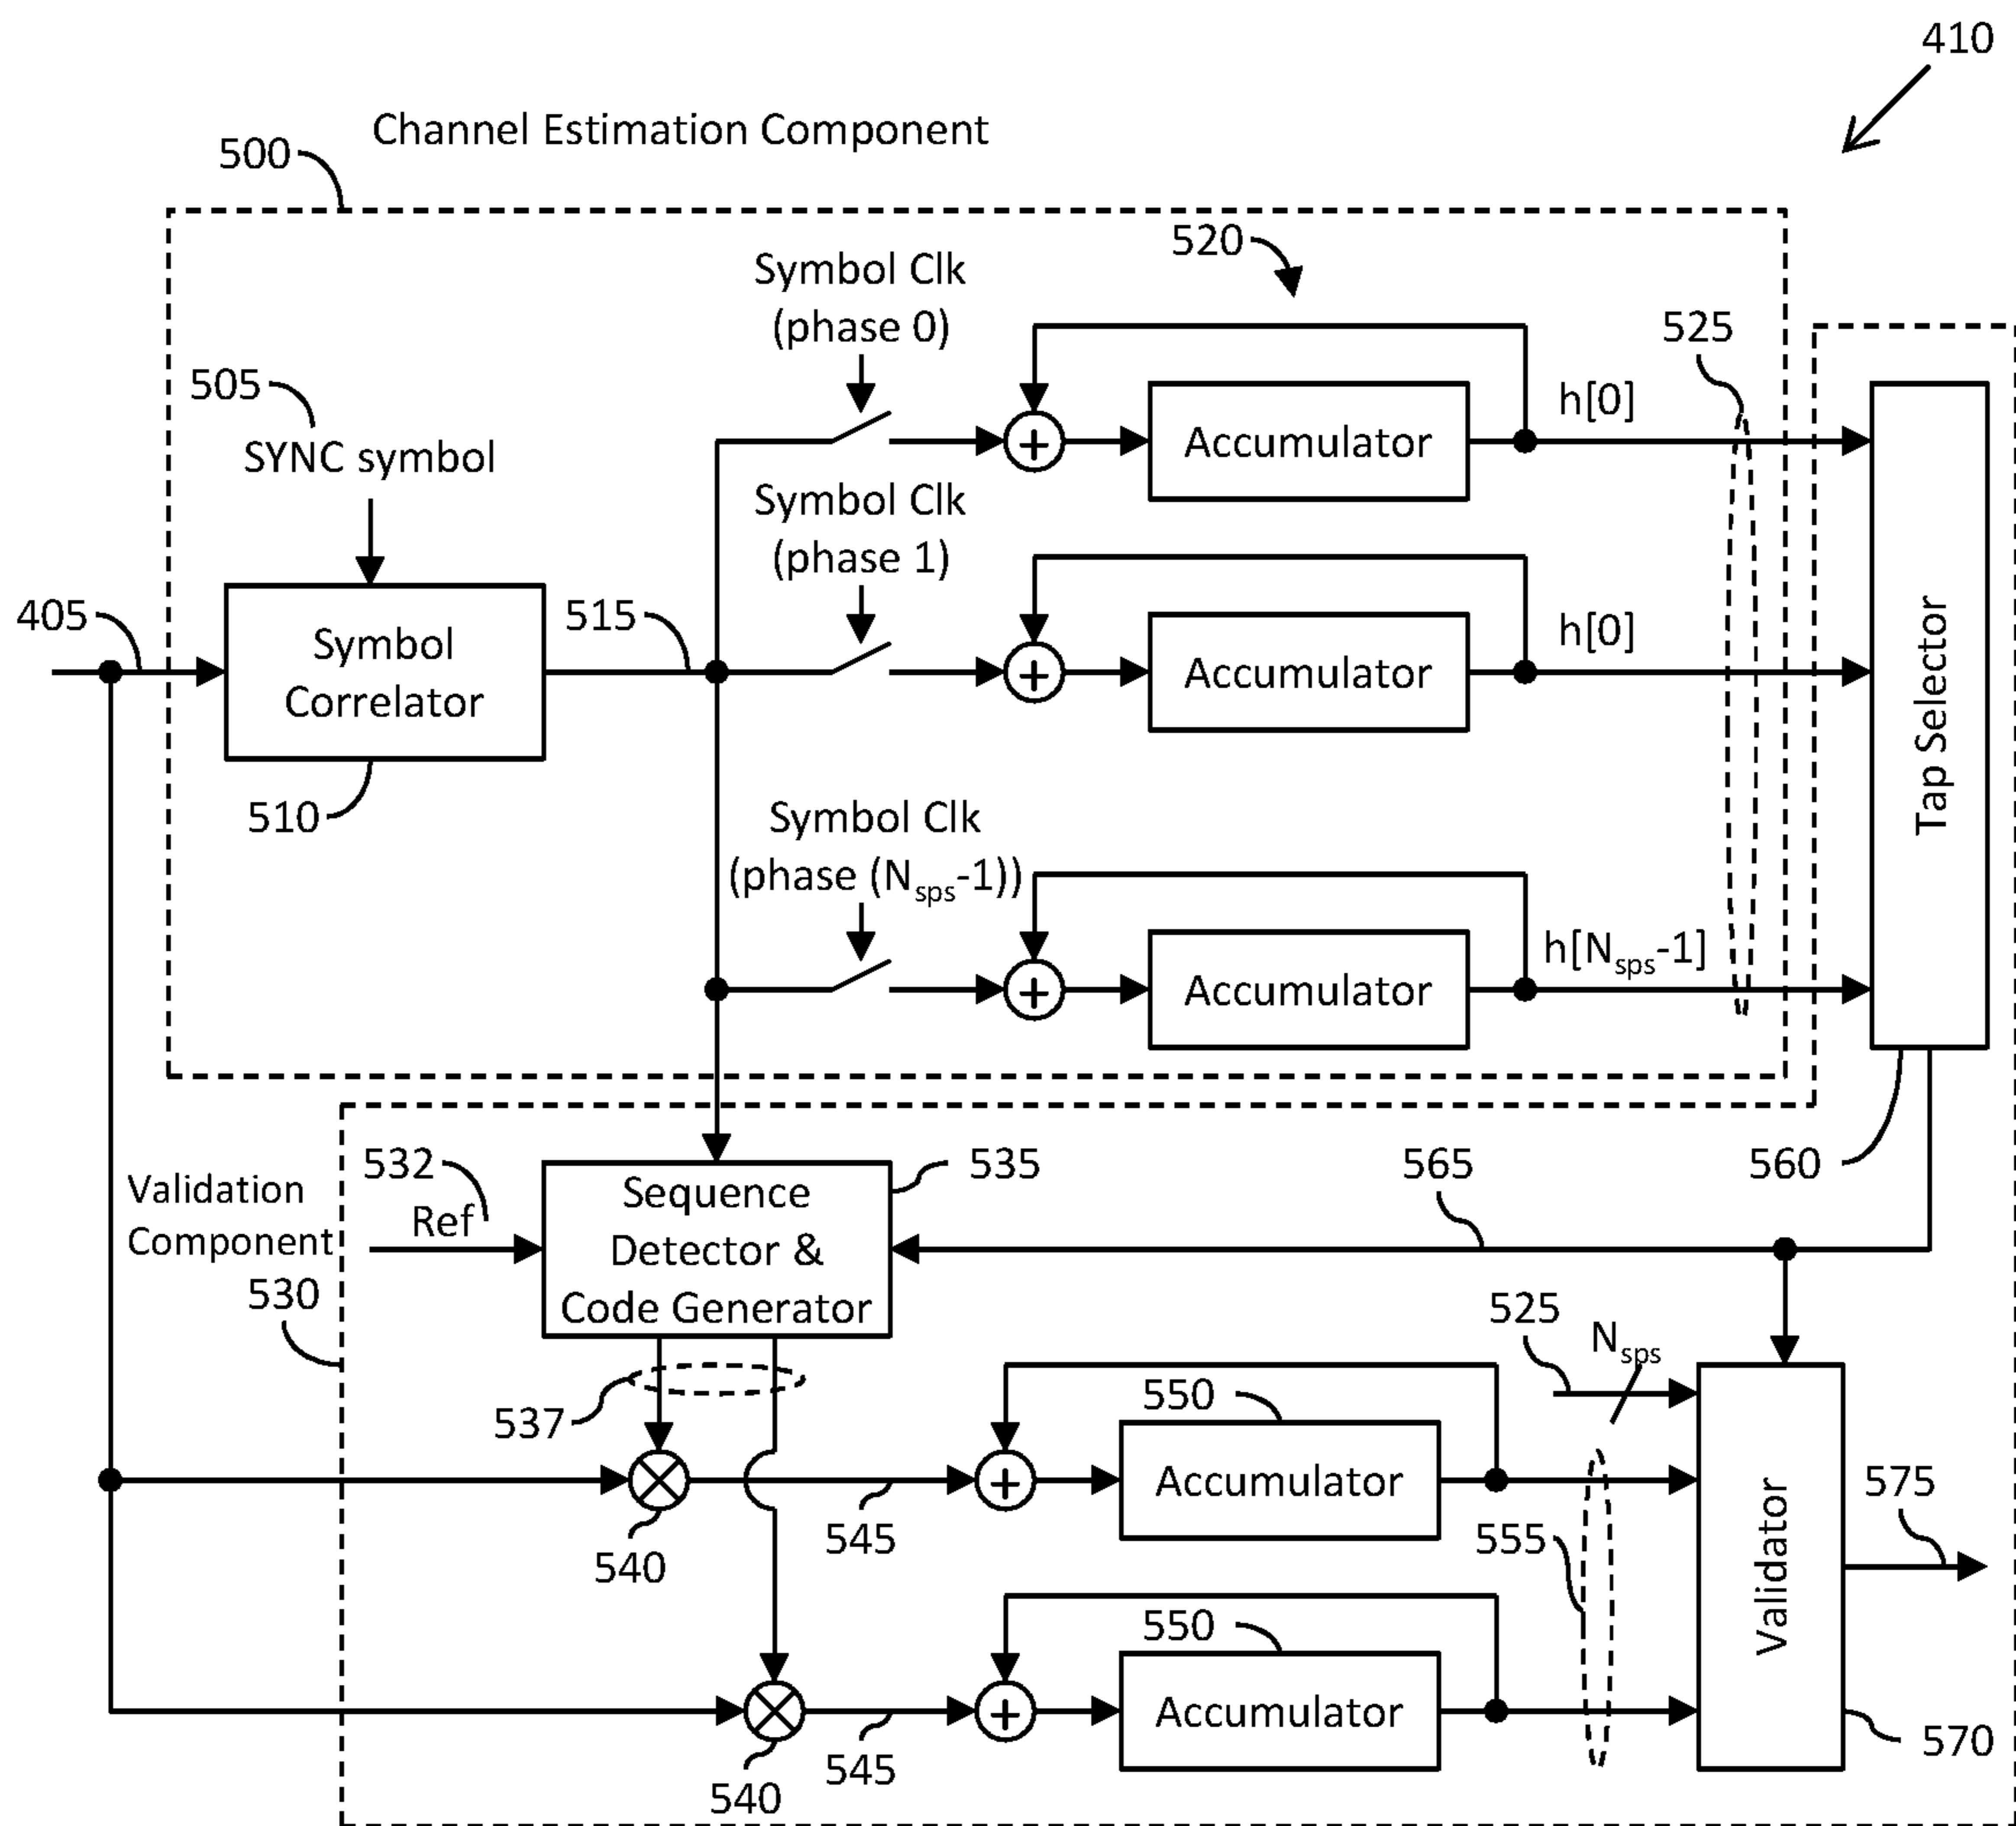 410
Channel Estimation Component
500
520
Symbol Clk
(phase 0)
525
505
h[0]
Accumulator
SYNC symbol
Symbol Clk
(phase 1)
405
515
h[0]
Symbol
Correlator
Accumulator
Tap Selector
510
Symbol Clk
(phase (Nsps-1))
h[Nsps-1]
Accumulator
532
535
565
560
Validation
Component
530
Ref
Sequence
Detector &
Code Generator
525
Nsps
537
550
Accumulator
575
540
545
555
Validator
550
Accumulator
570
540
545